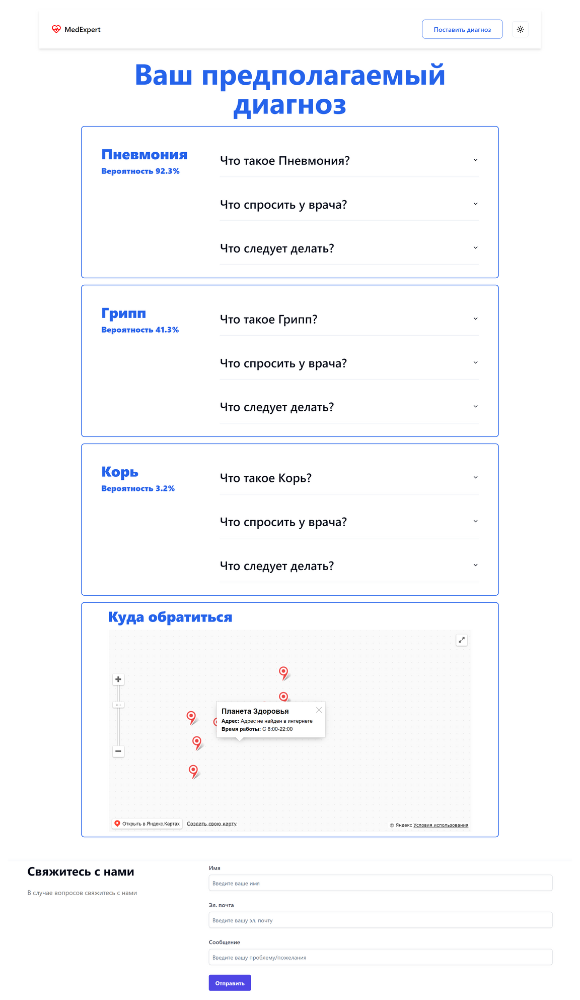 MedExpert
Поставить диагноз
Ваш предполагаемый
диагноз
Пневмония
Вероятность 92.3%
Что такое Пневмония?
Что спросить у врача?
Что следует делать?
Грипп
Вероятность 41.3%
Что такое Грипп?
Что спросить у врача?
Что следует делать?
Корь
Вероятность 3.2%
Что такое Корь?
Что спросить у врача?
Что следует делать?
Куда обратиться
Планета Здоровья
Адрес: Адрес не найден в интернете
Время работы: С 8:00-22:00
Открыть в Яндекс.Картах
Создать свою карту
© Яндекс Условия использования
Свяжитесь с нами
В случае вопросов свяжитесь с нами
Имя
Введите ваше имя
Эл. почта
Введите вашу эл. почту
Сообщение
Введите вашу проблему/пожелания
Отправить